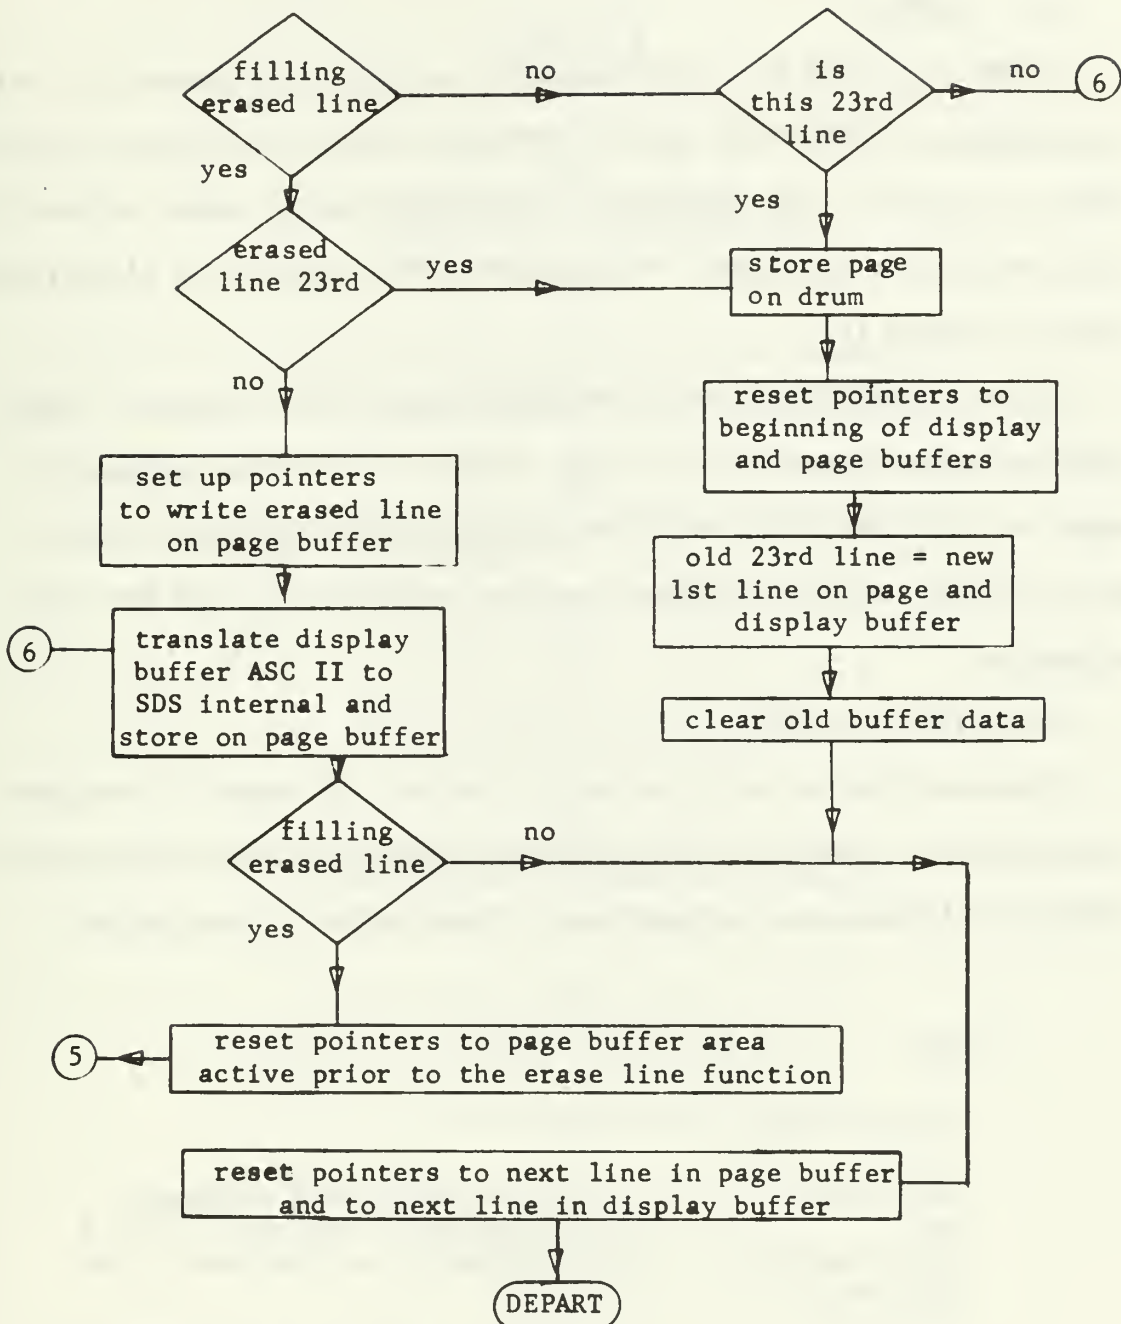 filling
erased line
no
is
this 23rd
line
no
6
yes
yes
erased
line 23rd
yes
store page
on drum
no
reset pointers to
beginning of display
and page buffers
set up pointers
to write erased line
on page buffer
old 23rd line = new
1st line on page and
display buffer
6
translate display
buffer ASC II to
SDS internal and
store on page buffer
clear old buffer data
filling
erased line
no
yes
5
reset pointers to page buffer area
active prior to the erase line function
reset pointers to next line in page buffer
and to next line in display buffer
DEPART